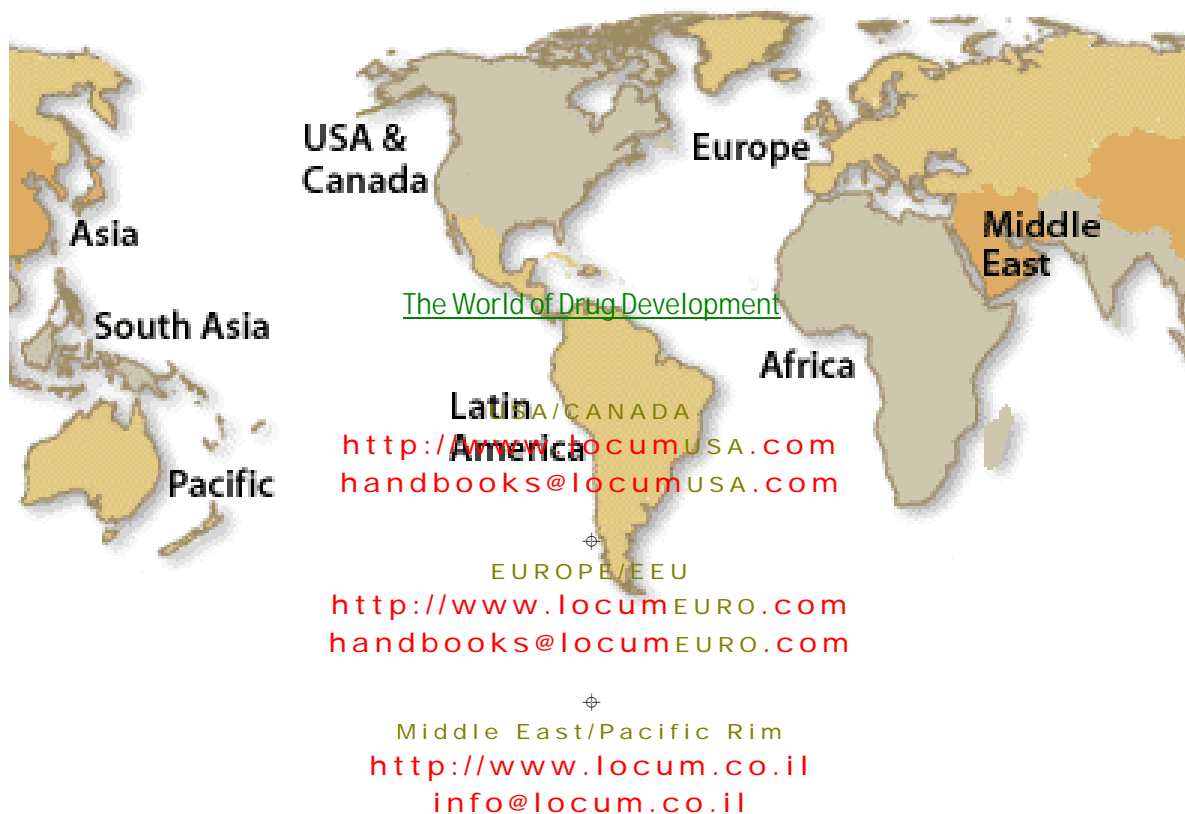 USA &
Canada
Europe
Asia
Middle
East
The World of Drug Development
South Asia
Africa
Latin
America
Pacific
USA/CANADA
http://www.locumUSA.com
handbooks@locumUSA.com
EUROPE/EEU
http://www.locumEURO.com
handbooks@locumEURO.com
Middle East/Pacific Rim
http://www.locum.co.il
info@locum.co.il